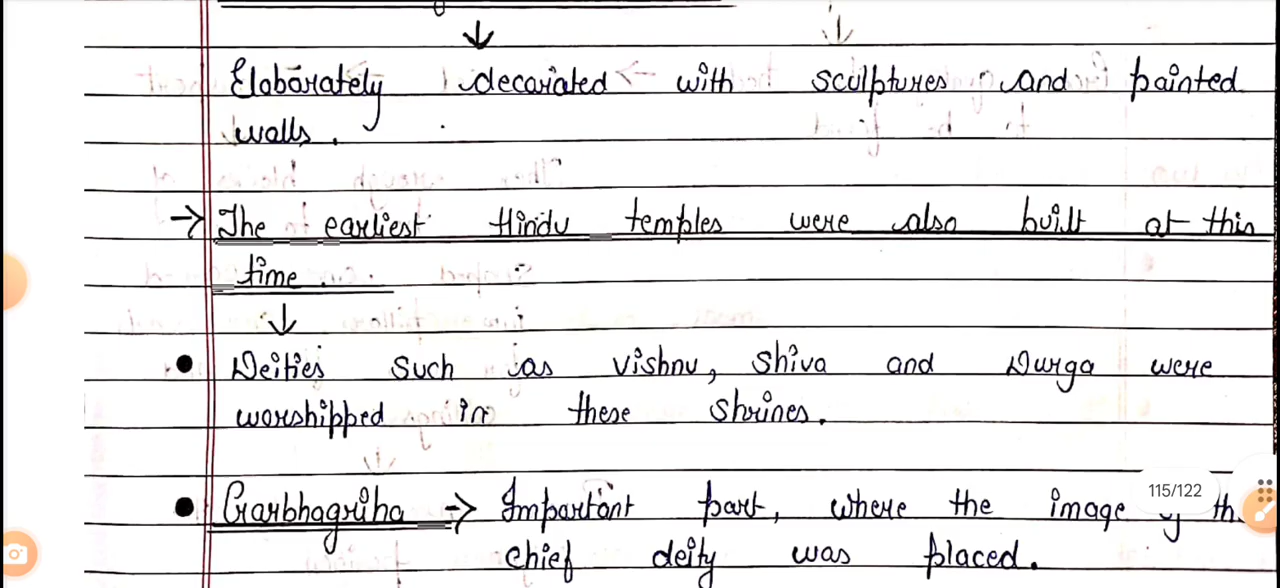 Elaborately decorated with sculptures and painted
walls.
→ The earliest Hindu temples were also built at this
time.
↓
• Deities such as vishnu, shiva and Durga were
worshipped in these shrines.
• Garbhagriha → Important part, where the image
chief deity was placed.
115/122